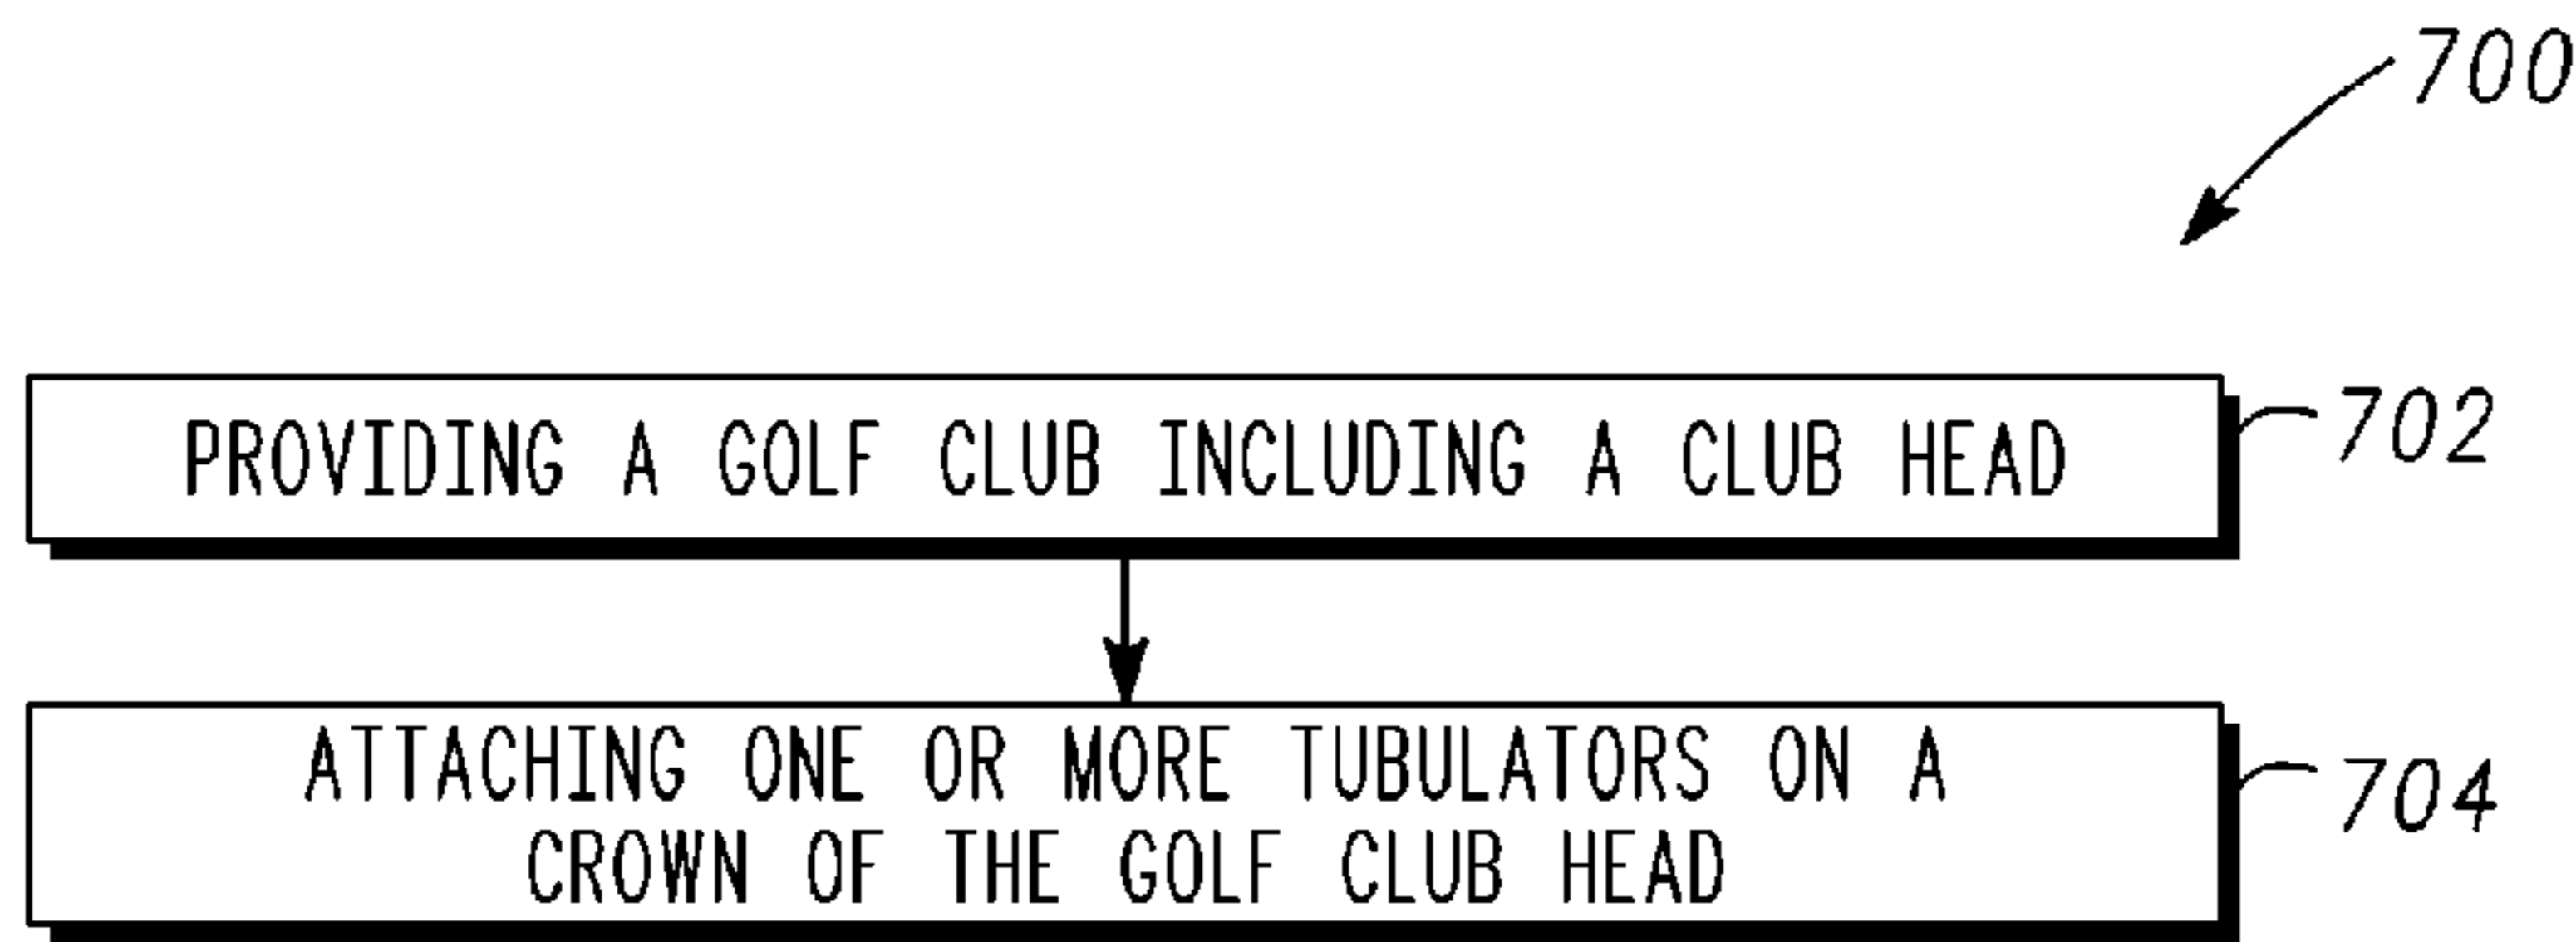 700
PROVIDING A GOLF CLUB INCLUDING A CLUB HEAD
702
ATTACHING ONE OR MORE TUBULATORS ON A
CROWN OF THE GOLF CLUB HEAD
704